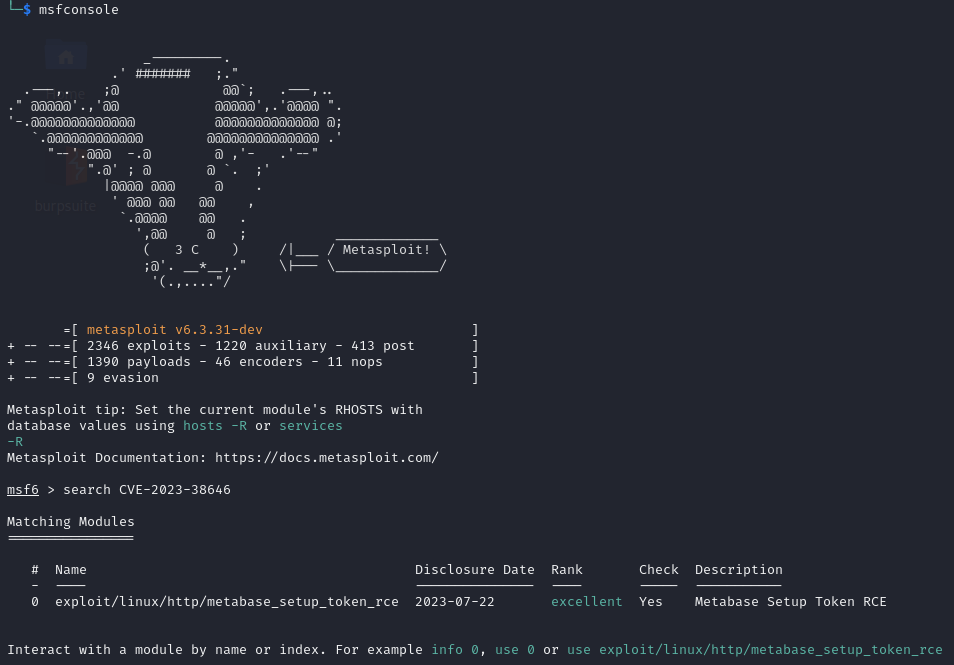 └─$ msfconsole
   _---------.
.' #######   ;."
.---,.    ;@             @@`;   .---,..
." @@@@@'.,'@@            @@@@@',.'@@@@ ".
'-.@@@@@@@@@@@@@          @@@@@@@@@@@@@ @;
`.@@@@@@@@@@@@        @@@@@@@@@@@@@@ .'
"--'.@@@  -.@        @ ,'-   .'--"
".@' ; @       @ `.  ;'
|@@@@ @@@     @    .
' @@@ @@   @@    ,
`.@@@@    @@   .
',@@     @   ;           _____________
(   3 C    )     /|___ / Metasploit! \
;@'. __*__,."    \|--- \_____________/
'(.,...."/
burpsuite
=[ metasploit v6.3.31-dev                          ]
+ -- --=[ 2346 exploits - 1220 auxiliary - 413 post       ]
+ -- --=[ 1390 payloads - 46 encoders - 11 nops           ]
+ -- --=[ 9 evasion                                       ]
Metasploit tip: Set the current module's RHOSTS with
database values using hosts -R or services
-R
Metasploit Documentation: https://docs.metasploit.com/
msf6 > search CVE-2023-38646
Matching Modules
================
#  Name                                         Disclosure Date  Rank       Check  Description
-  ----                                         ---------------  ----       -----  -----------
0  exploit/linux/http/metabase_setup_token_rce  2023-07-22       excellent  Yes    Metabase Setup Token RCE
Interact with a module by name or index. For example info 0, use 0 or use exploit/linux/http/metabase_setup_token_rce